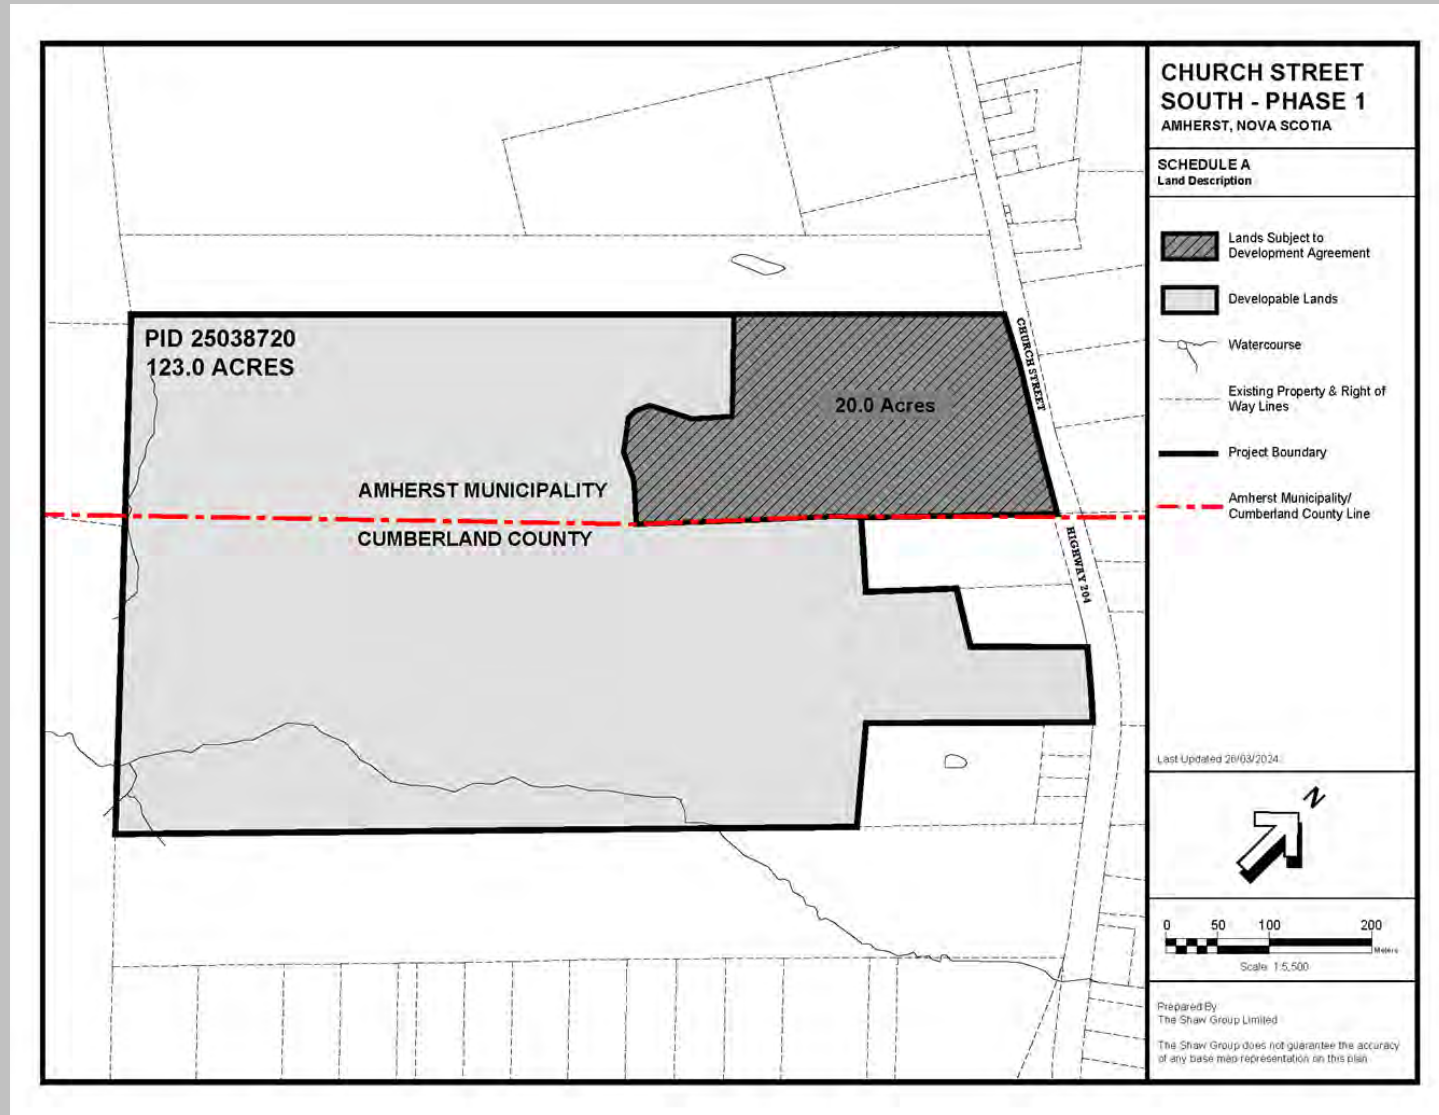 CHURCH STREET
SOUTH - PHASE 1
AMHERST, NOVA SCOTIA
SCHEDULE A
Land Description
Lands Subject to
Development Agreement
Developable Lands
Watercourse
Existing Property & Right of
Way Lines
Project Boundary
Amherst Municipality/
Cumberland County Line
PID 25038720
123.0 ACRES
20.0 Acres
CHURCH STREET
AMHERST MUNICIPALITY
CUMBERLAND COUNTY
HIGHWAY 204
Last Updated 26/03/2024
N
0 50 100 200
Meters
Scale 1:5,500
Prepared By
The Shaw Group Limited
The Shaw Group does not guarantee the accuracy
of any base map representation on this plan